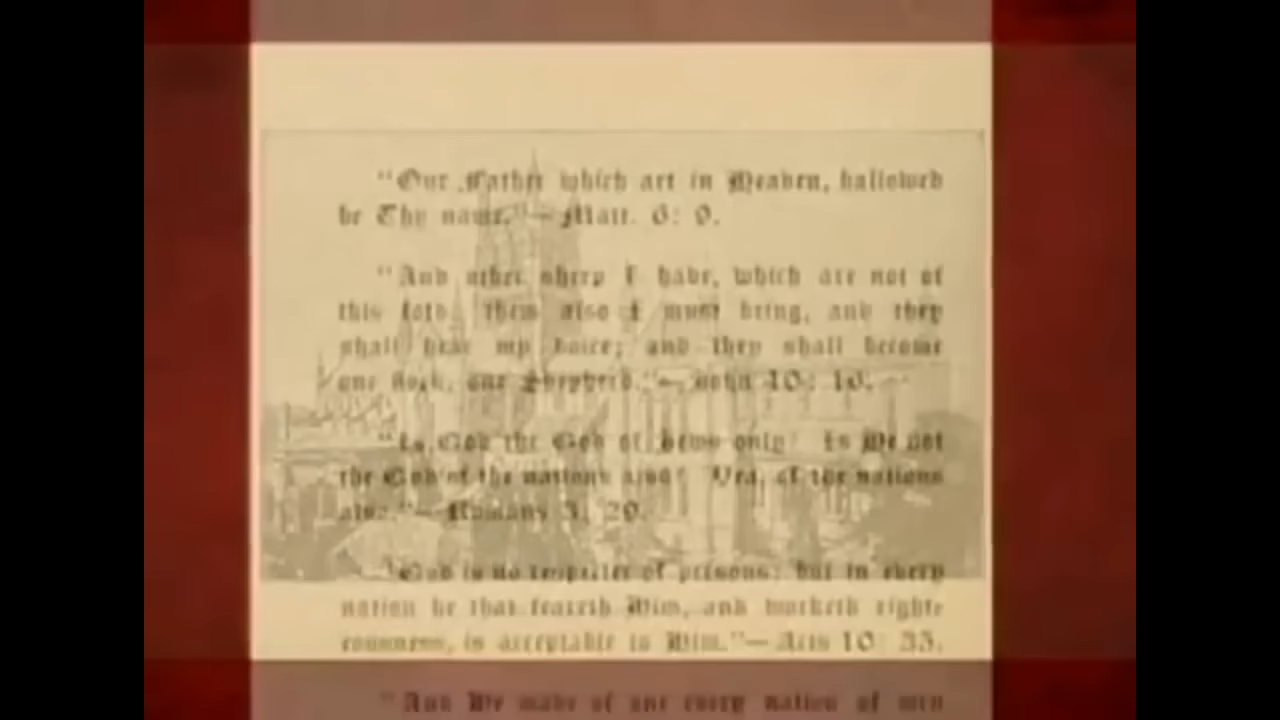 "Our Father which art in Heaven, hallowed
be Thy name."—Matt. 6: 9.
"And other sheep I have, which are not of
this fold: them also I must bring, and they
shall hear my voice; and they shall become
one flock, one Shepherd."—John 10: 16.
"Is God the God of Jews only? Is He not
the God of the nations also? Yea, of the nations
also."—Romans 3: 29.
"God is no respecter of persons: but in every
nation he that feareth Him, and worketh righte
eousness, is acceptable to Him."—Acts 10: 35.
"And He made of one every nation of men